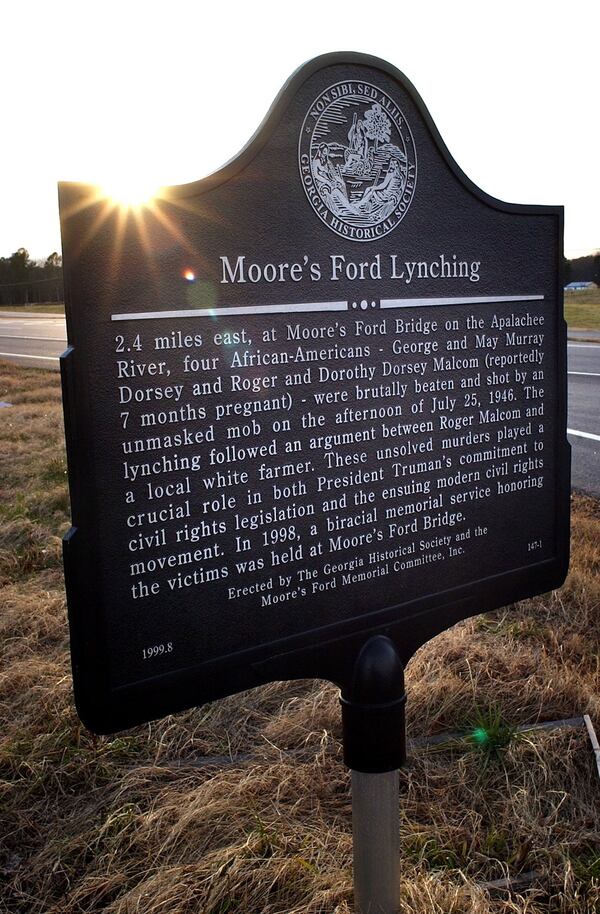 NON SIBI, SED ALIIS.
GEORGIA HISTORICAL SOCIETY
Moore's Ford Lynching
2.4 miles east, at Moore's Ford Bridge on the Apalachee
River, four African-Americans - George and May Murray
Dorsey and Roger and Dorothy Dorsey Malcom (reportedly
7 months pregnant) - were brutally beaten and shot by an
unmasked mob on the afternoon of July 25, 1946. The
lynching followed an argument between Roger Malcom and
a local white farmer. These unsolved murders played a
crucial role in both President Truman's commitment to
civil rights legislation and the ensuing modern civil rights
movement. In 1998, a biracial memorial service honoring
the victims was held at Moore's Ford Bridge.
Erected by The Georgia Historical Society and the
Moore's Ford Memorial Committee, Inc.
147-1
1999.8